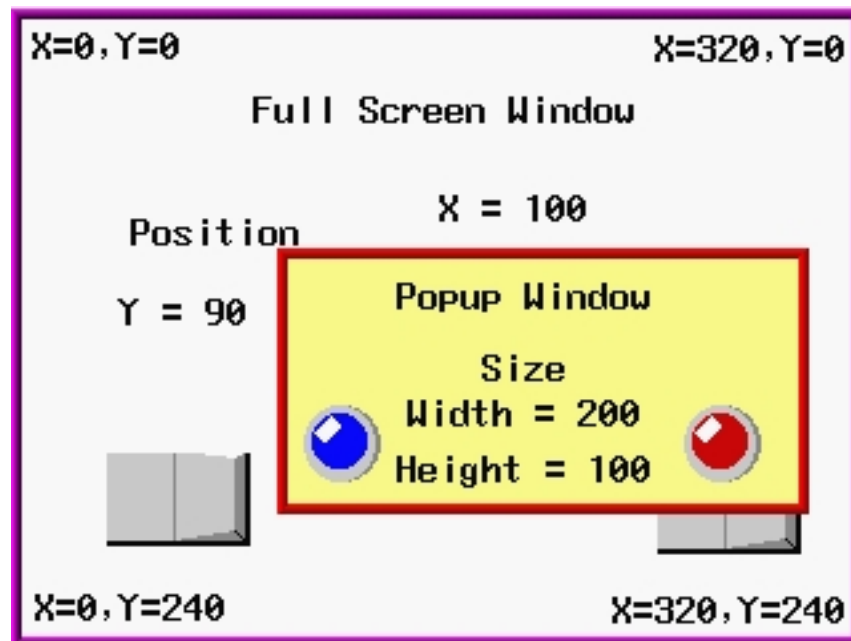 X=0,Y=0
X=320,Y=0
Full Screen Window
X = 100
Position
Y = 90
Popup Window
Size
Width = 200
Height = 100
X=0,Y=240
X=320,Y=240